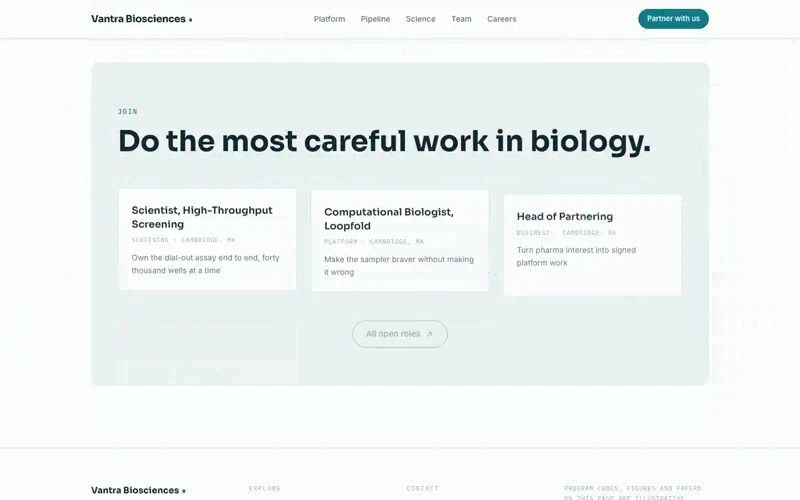 Vantra Biosciences
Platform Pipeline Science Team Careers
Partner with us
JOIN
Do the most careful work in biology.
Scientist, High-Throughput
Screening
SCREENING · CAMBRIDGE, MA
Own the dial-out assay end to end, forty
thousand wells at a time
Computational Biologist,
Loopfold
PLATFORM · CAMBRIDGE, MA
Make the sampler braver without making
it wrong
Head of Partnering
BUSINESS · CAMBRIDGE, MA
Turn pharma interest into signed
platform work
All open roles ↗
Vantra Biosciences
EXPLORE
CONTACT
PROGRAM CODES, FIGURES AND PAPERS
ON THIS PAGE ARE ILLUSTRATIVE